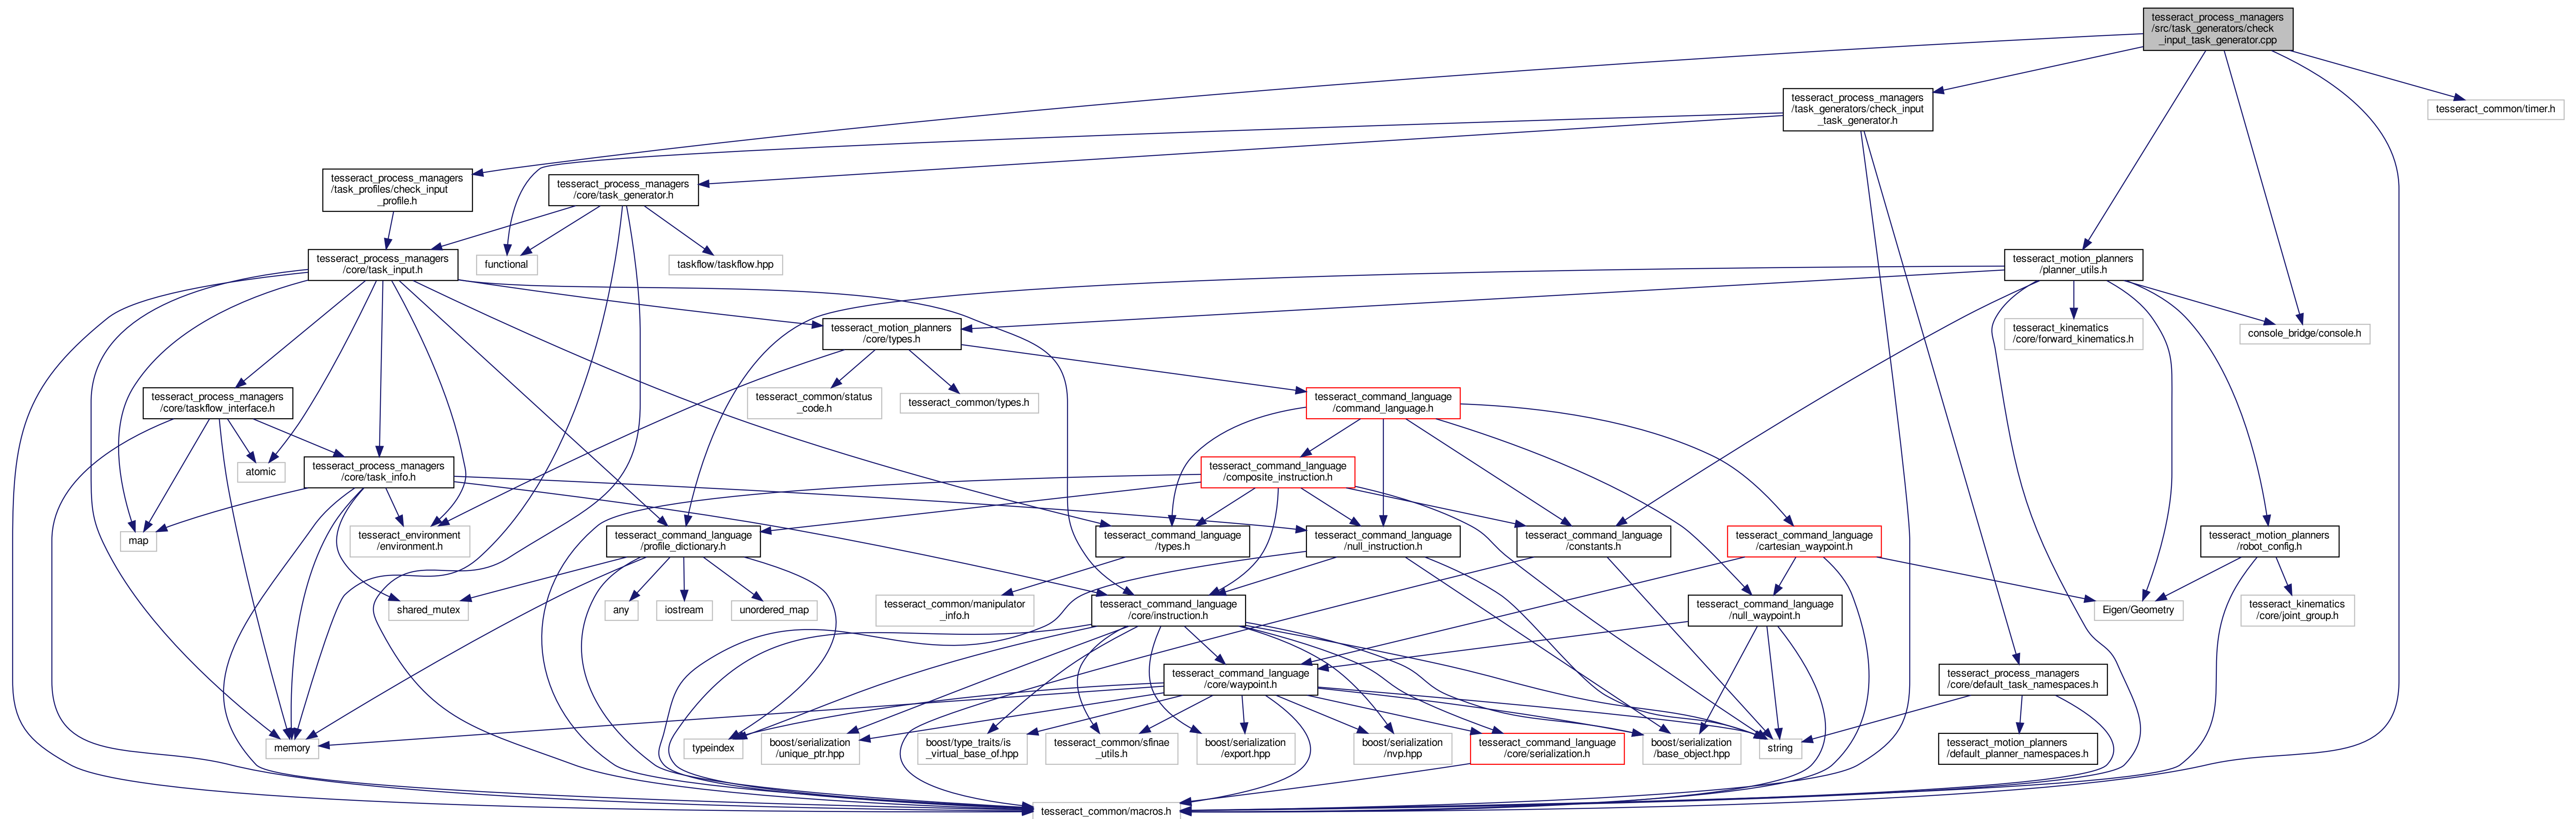 tesseract_process_managers
/src/task_generators/check
_input_task_generator.cpp
tesseract_process_managers
/task_generators/check_input
_task_generator.h
tesseract_common/timer.h
tesseract_process_managers
/task_profiles/check_input
_profile.h
tesseract_process_managers
/core/task_generator.h
tesseract_process_managers
/core/task_input.h
functional
taskflow/taskflow.hpp
tesseract_motion_planners
/planner_utils.h
tesseract_motion_planners
/core/types.h
tesseract_kinematics
/core/forward_kinematics.h
console_bridge/console.h
tesseract_process_managers
/core/taskflow_interface.h
tesseract_common/status
_code.h
tesseract_common/types.h
tesseract_command_language
/command_language.h
atomic
tesseract_process_managers
/core/task_info.h
tesseract_command_language
/composite_instruction.h
map
tesseract_environment
/environment.h
tesseract_command_language
/profile_dictionary.h
tesseract_command_language
/types.h
tesseract_command_language
/null_instruction.h
tesseract_command_language
/constants.h
tesseract_command_language
/cartesian_waypoint.h
tesseract_motion_planners
/robot_config.h
shared_mutex
any
iostream
unordered_map
tesseract_common/manipulator
_info.h
tesseract_command_language
/core/instruction.h
tesseract_command_language
/null_waypoint.h
Eigen/Geometry
tesseract_kinematics
/core/joint_group.h
tesseract_command_language
/core/waypoint.h
tesseract_process_managers
/core/default_task_namespaces.h
memory
typeindex
boost/serialization
/unique_ptr.hpp
boost/type_traits/is
_virtual_base_of.hpp
tesseract_common/sfinae
_utils.h
boost/serialization
/export.hpp
boost/serialization
/nvp.hpp
tesseract_command_language
/core/serialization.h
boost/serialization
/base_object.hpp
string
tesseract_motion_planners
/default_planner_namespaces.h
tesseract_common/macros.h